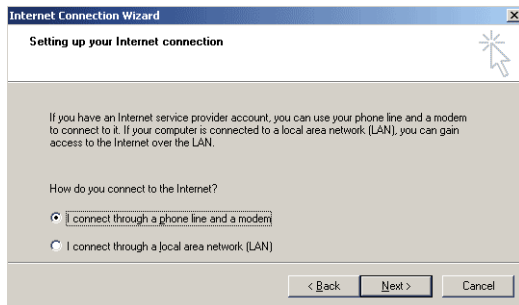 Internet Connection Wizard
Setting up your Internet connection
If you have an Internet service provider account, you can use your phone line and a modem
to connect to it. If your computer is connected to a local area network (LAN), you can gain
access to the Internet over the LAN.
How do you connect to the Internet?
I connect through a phone line and a modem
I connect through a local area network (LAN)
< Back
Next >
Cancel